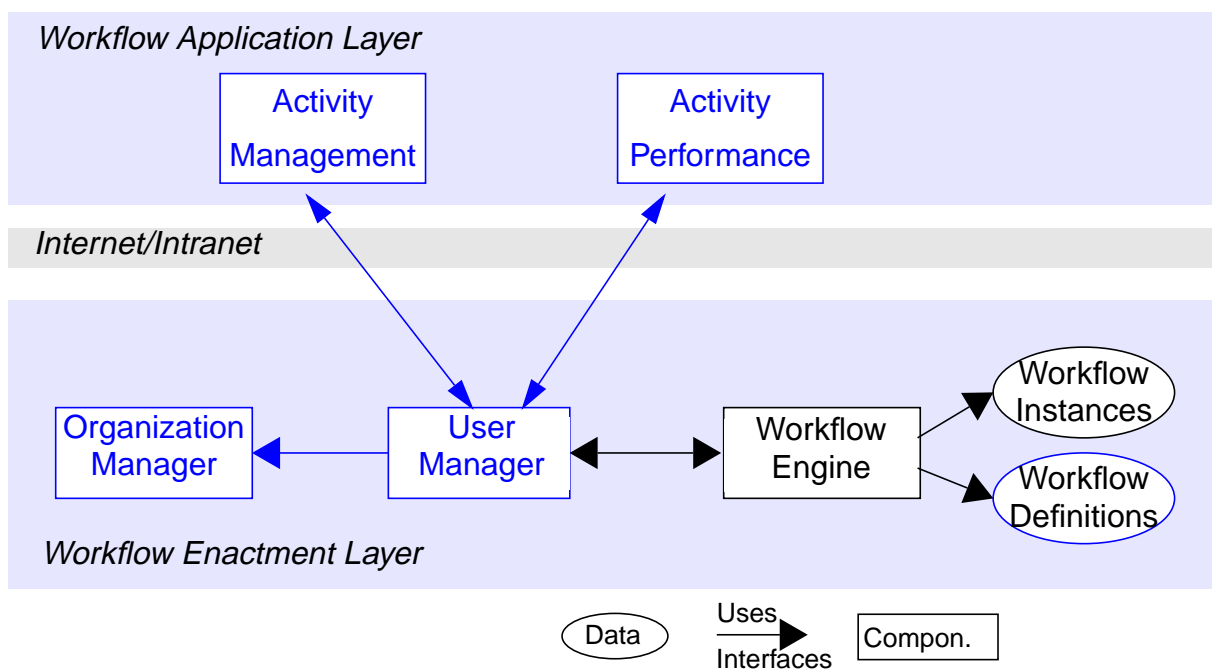 Workflow Application Layer
Activity
Management
Activity
Performance
Internet/Intranet
Organization
Manager
User
Manager
Workflow
Engine
Workflow
Instances
Workflow
Definitions
Workflow Enactment Layer
Data
Uses
Interfaces
Compon.